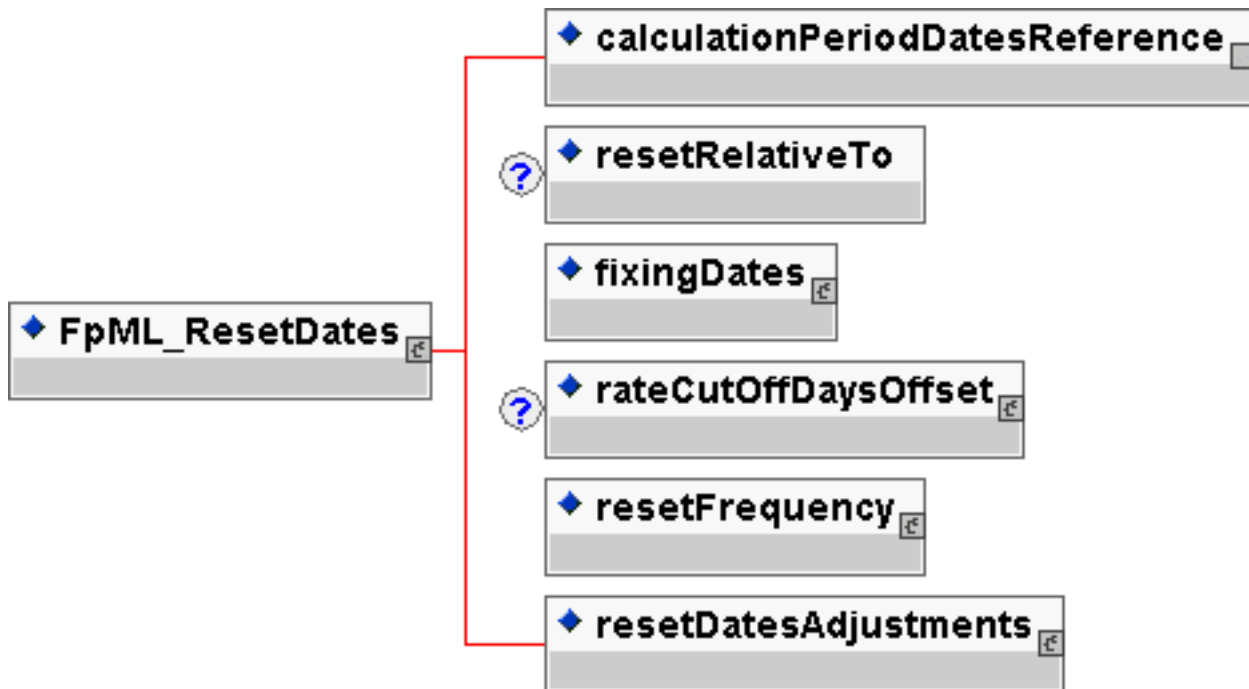 calculationPeriodDatesReference
?
resetRelativeTo
fixingDates
FpML_ResetDates
?
rateCutOffDaysOffset
resetFrequency
resetDatesAdjustments